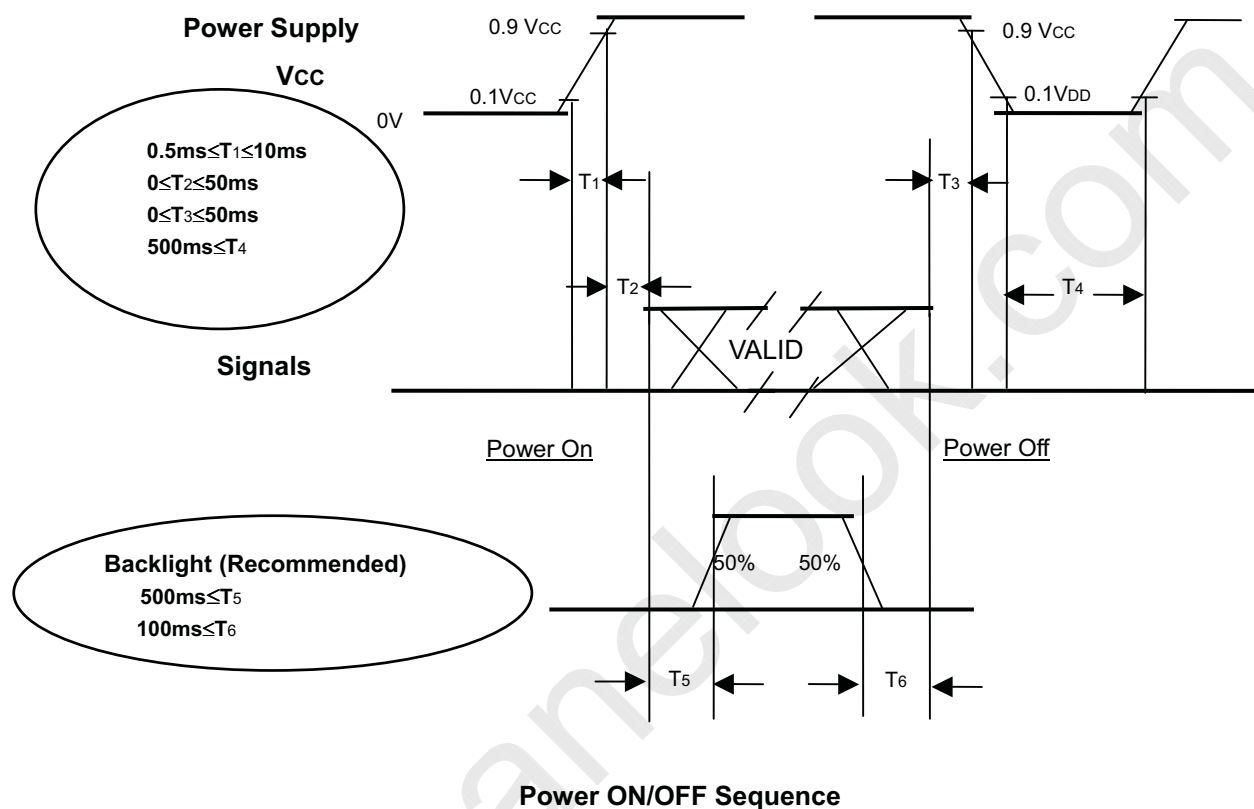 Power Supply
0.9 Vcc
0.9 Vcc
Vcc
0.1Vcc
0.1VDD
0V
0.5ms≤T1≤10ms
0≤T2≤50ms
0≤T3≤50ms
500ms≤T4
T1
T3
T2
T4
VALID
Signals
Power On
Power Off
Backlight (Recommended)
500ms≤T5
100ms≤T6
50%
50%
T5
T6
Power ON/OFF Sequence
anelook.com